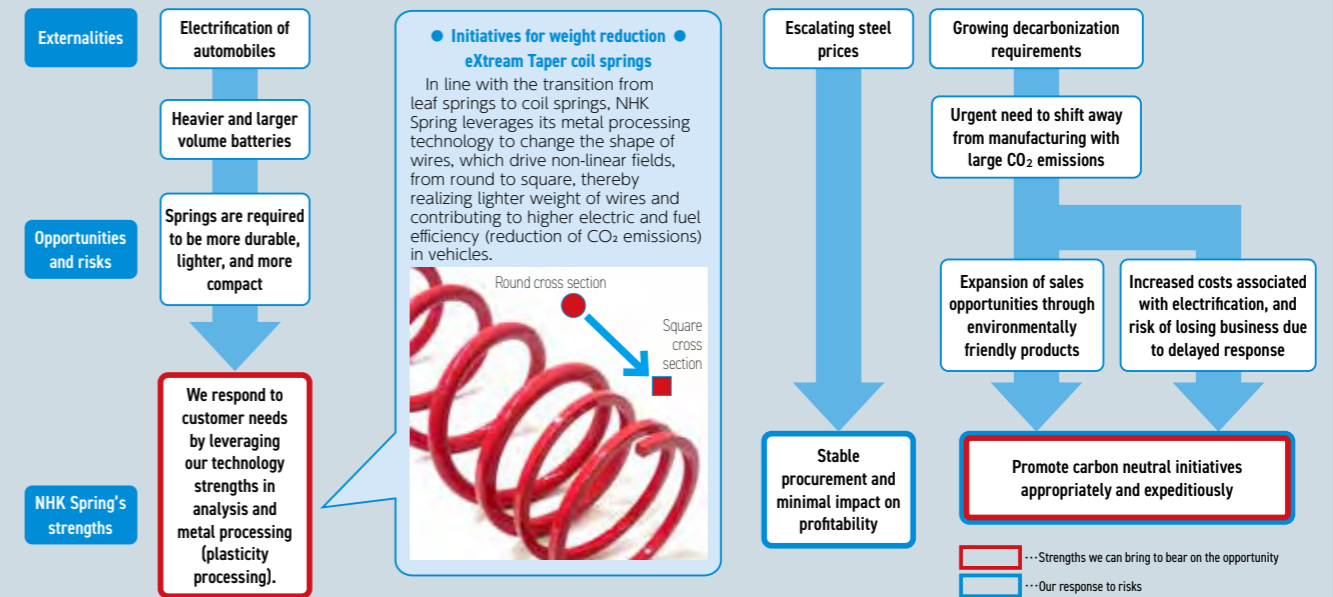 Externalities
Electrification of
automobiles
Heavier and larger
volume batteries
Opportunities
and risks
Springs are required
to be more durable,
lighter, and more
compact
NHK Spring's
strengths
We respond to
customer needs
by leveraging
our technology
strengths in
analysis and
metal processing
(plasticity
processing).
● Initiatives for weight reduction ●
eXtream Taper coil springs
In line with the transition from
leaf springs to coil springs, NHK
Spring leverages its metal processing
technology to change the shape of
wires, which drive non-linear fields,
from round to square, thereby
realizing lighter weight of wires and
contributing to higher electric and fuel
efficiency (reduction of CO₂ emissions)
in vehicles.
Round cross section
Square
cross
section
Escalating steel
prices
Stable
procurement and
minimal impact on
profitability
Growing decarbonization
requirements
Urgent need to shift away
from manufacturing with
large CO₂ emissions
Expansion of sales
opportunities through
environmentally
friendly products
Increased costs associated
with electrification, and
risk of losing business due
to delayed response
Promote carbon neutral initiatives
appropriately and expeditiously
···Strengths we can bring to bear on the opportunity
···Our response to risks